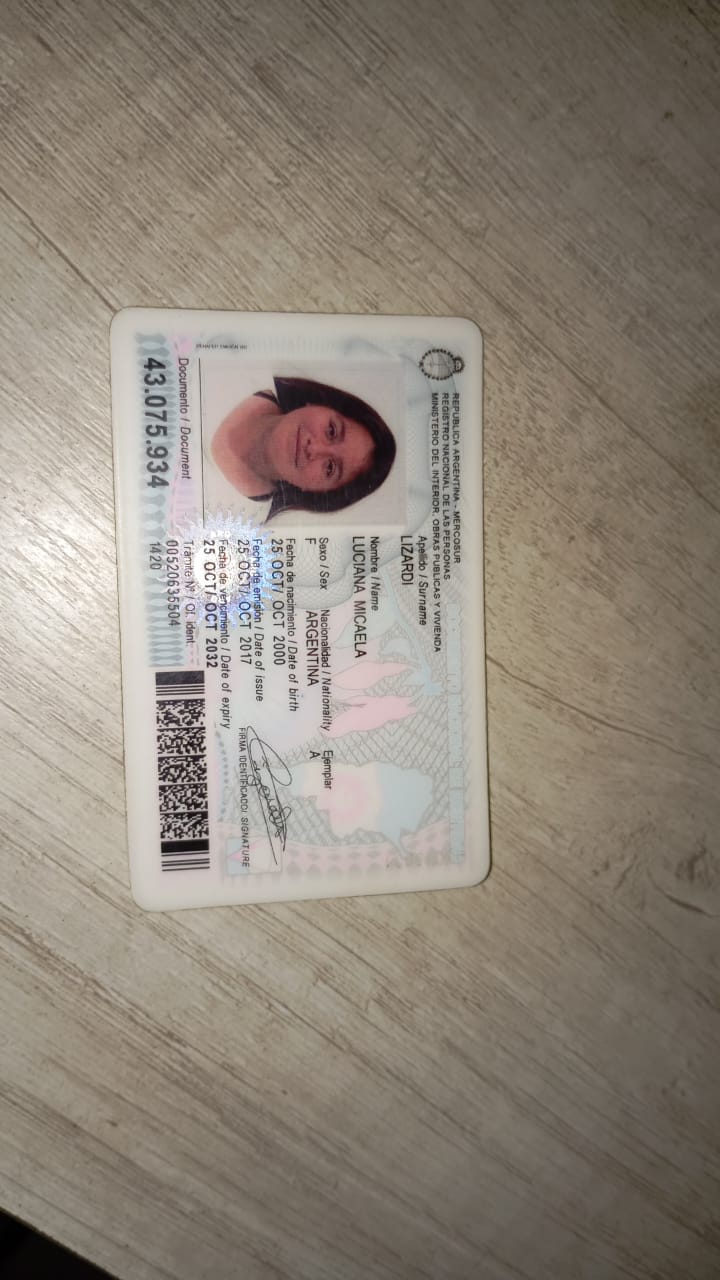 REPUBLICA ARGENTINA - MERCOSUR
REGISTRO NACIONAL DE LAS PERSONAS
MINISTERIO DEL INTERIOR, OBRAS PUBLICAS Y VIVIENDA
Apellido / Surname
LIZARDI
Nombre / Name
LUCIANA MICAELA
Sexo / Sex Nacionalidad / Nationality Ejemplar
F ARGENTINA A
Fecha de nacimiento / Date of birth
25 OCT/ OCT 2000
Fecha de emisión / Date of issue
25 OCT/ OCT 2017
FIRMA IDENTIFICADO/ SIGNATURE
Fecha de vencimiento / Date of expiry
25 OCT/ OCT 2032
Documento / Document
43.075.934
Trámite Nº / Of. ident.
00520635504
1420